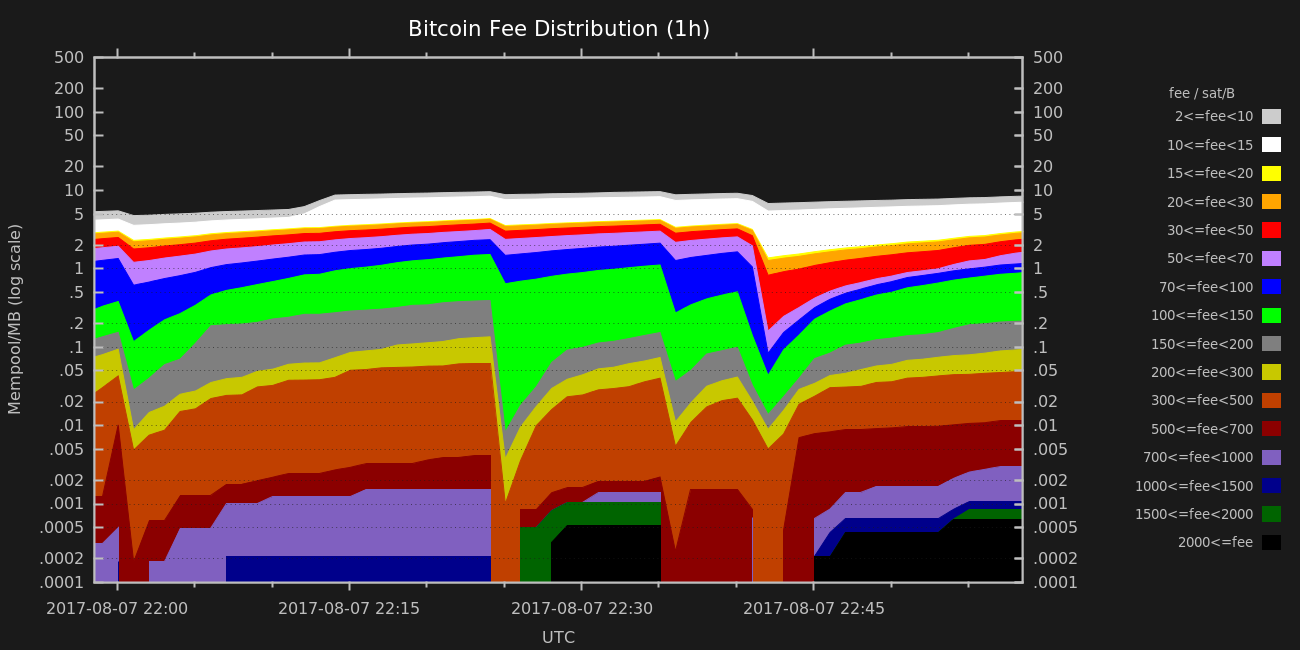 Bitcoin Fee Distribution (1h)
Mempool/MB (log scale)
500
200
100
50
20
10
5
2
1
.5
.2
.1
.05
.02
.01
.005
.002
.001
.0005
.0002
.0001
500
200
100
50
20
10
5
2
1
.5
.2
.1
.05
.02
.01
.005
.002
.001
.0005
.0002
.0001
fee / sat/B
2<=fee<10
10<=fee<15
15<=fee<20
20<=fee<30
30<=fee<50
50<=fee<70
70<=fee<100
100<=fee<150
150<=fee<200
200<=fee<300
300<=fee<500
500<=fee<700
700<=fee<1000
1000<=fee<1500
1500<=fee<2000
2000<=fee
2017-08-07 22:00 2017-08-07 22:15 2017-08-07 22:30 2017-08-07 22:45
UTC